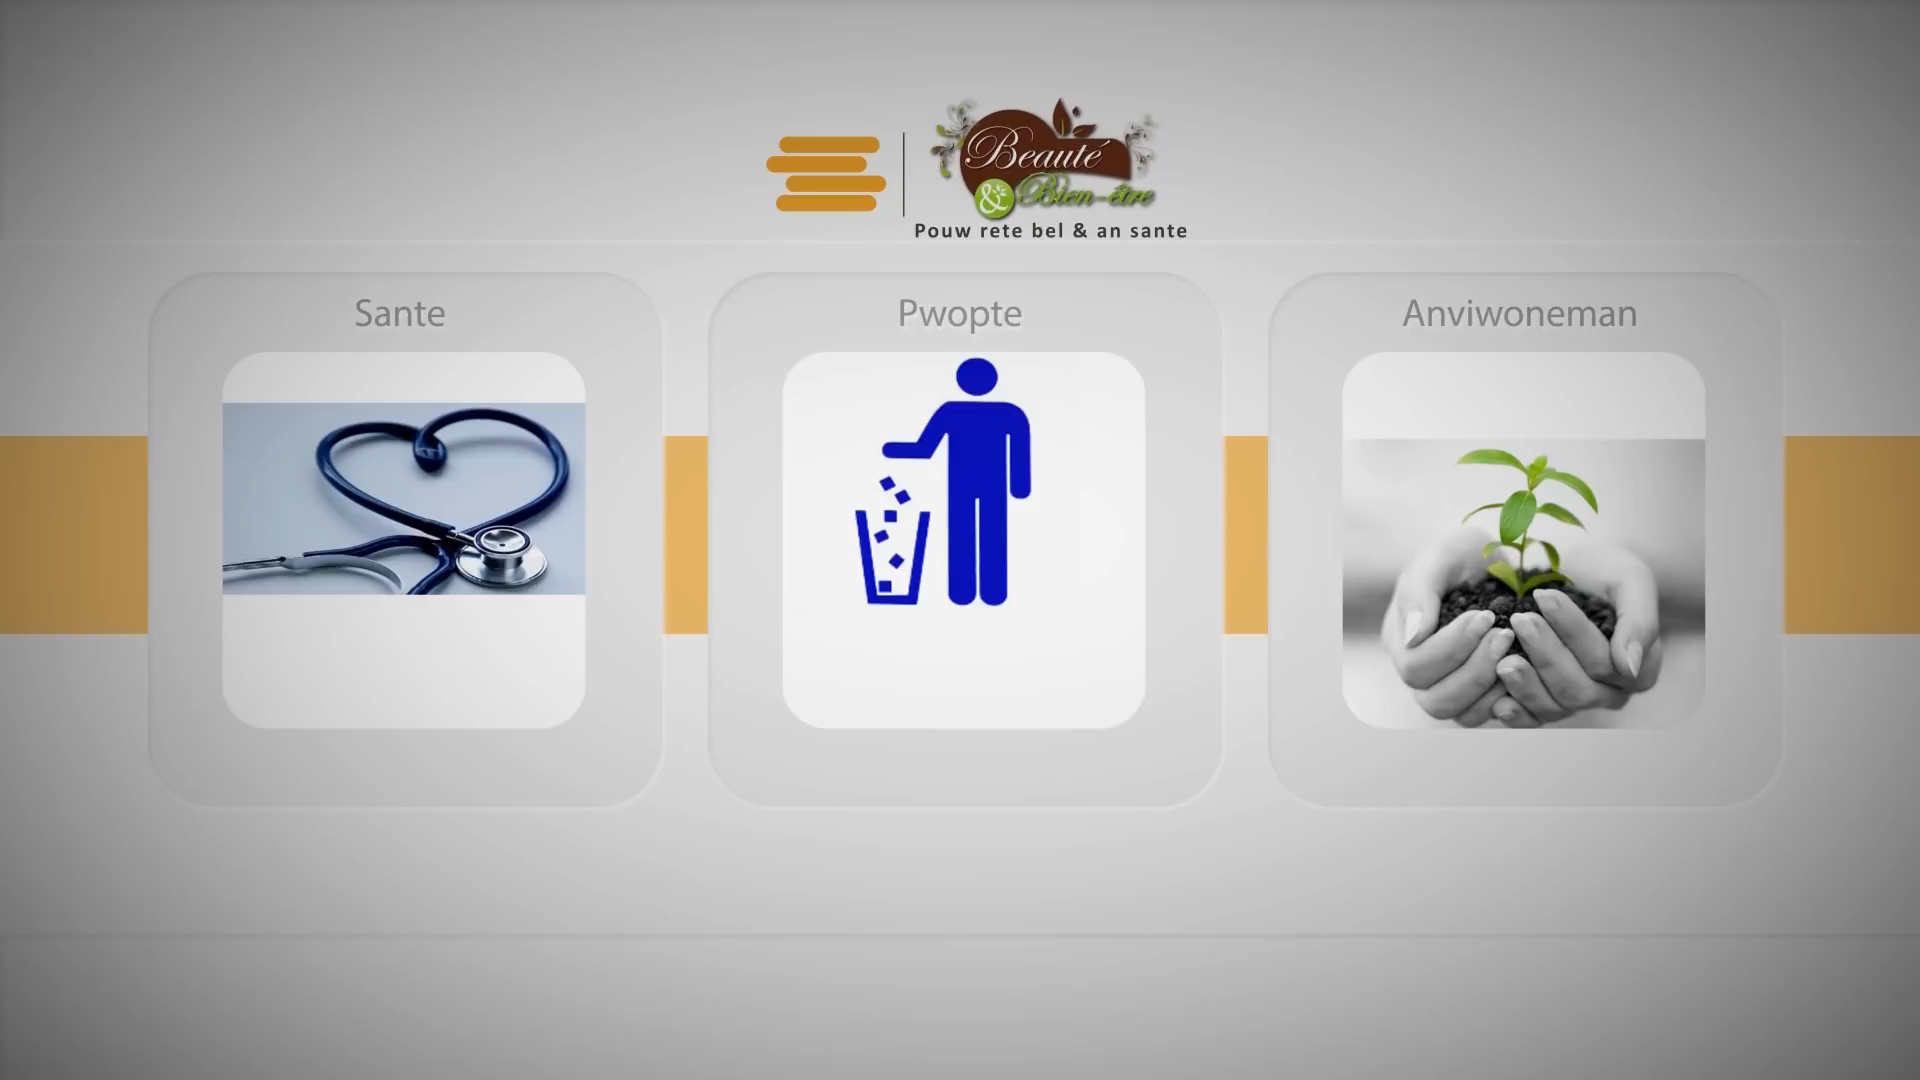 Beauté
& Bien-être
Pouw rete bel & an sante
Sante
Pwopte
Anviwoneman